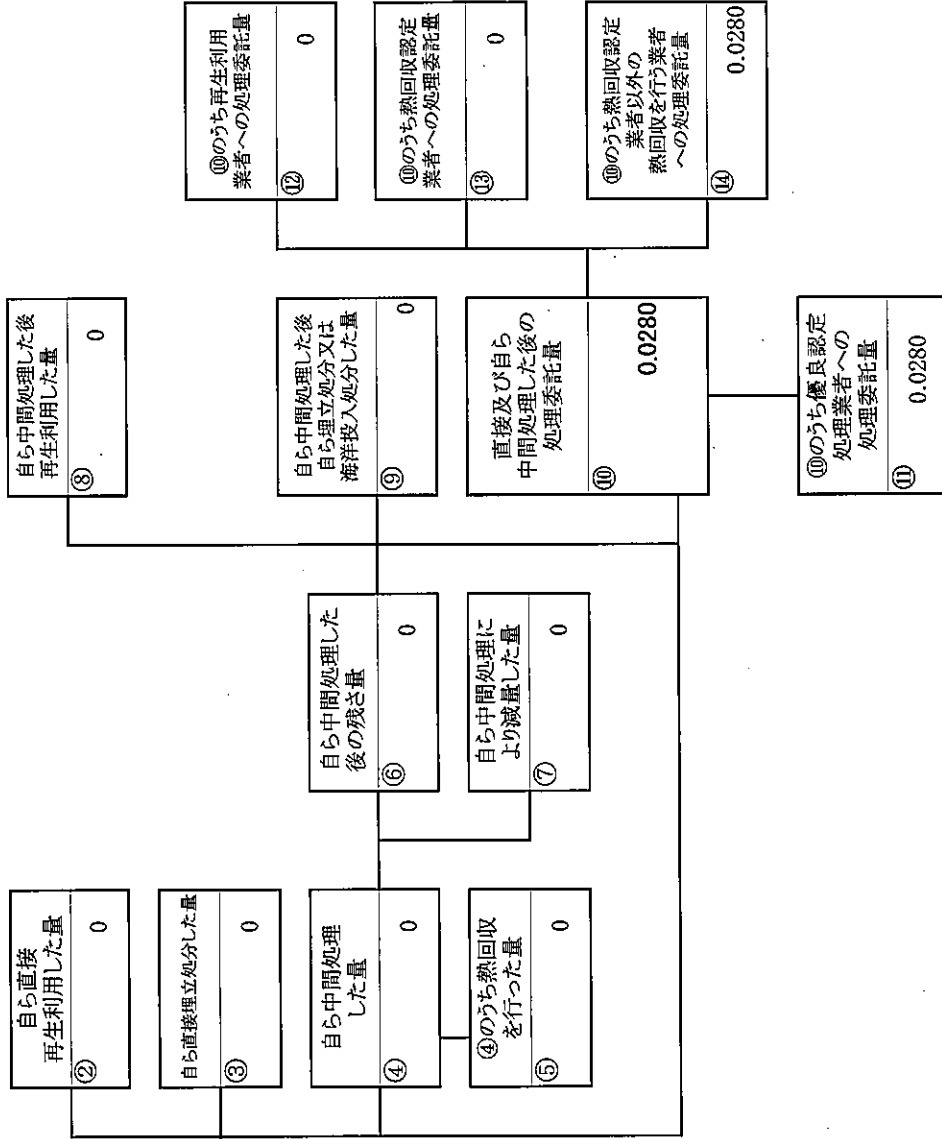 自ら直接
再生利用した量
②
0
自ら直接埋立処分した量
③
0
自ら中間処理
した量
④
0
④のうち熱回収
を行った量
⑤
0
自ら中間処理した
後の残さ量
⑥
0
自ら中間処理に
より減量した量
⑦
0
自ら中間処理した後
再生利用した量
⑧
0
自ら中間処理した後
自ら埋立処分又は
海洋投入処分した量
⑨
0
直接及び自ら
中間処理した後の
処理委託量
⑩
0.0280
⑩のうち優良認定
処理業者への
処理委託量
⑪
0.0280
⑩のうち再生利用
業者への処理委託量
⑫
0
⑩のうち熱回収認定
業者への処理委託量
⑬
0
⑩のうち熱回収認定
業者以外の
熱回収を行う業者
への処理委託量
⑭
0.0280